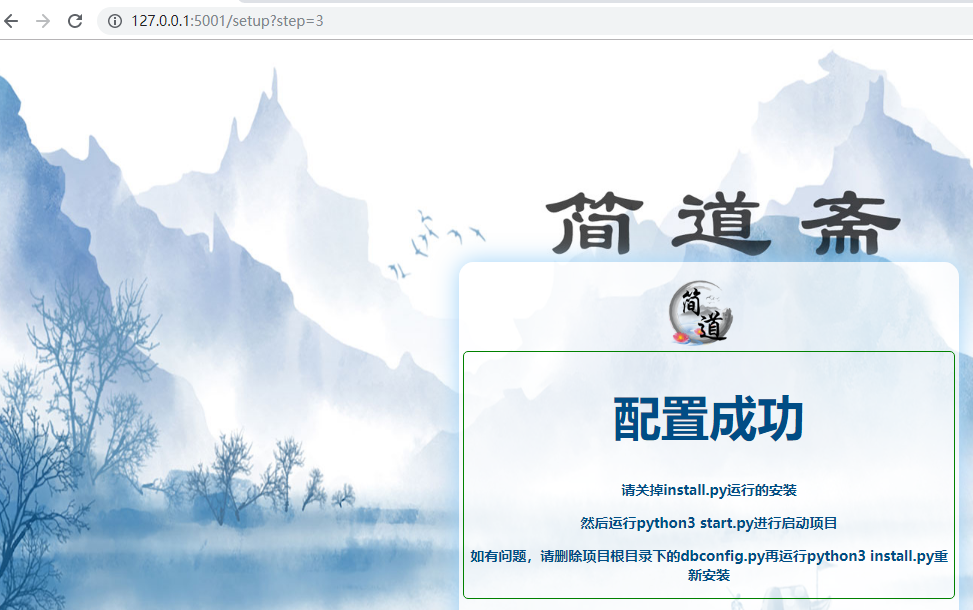 127.0.0.1:5001/setup?step=3
简道斋
简
道
配置成功
请关掉install.py运行的安装
然后运行python3 start.py进行启动项目
如有问题，请删除项目根目录下的dbconfig.py再运行python3 install.py重
新安装